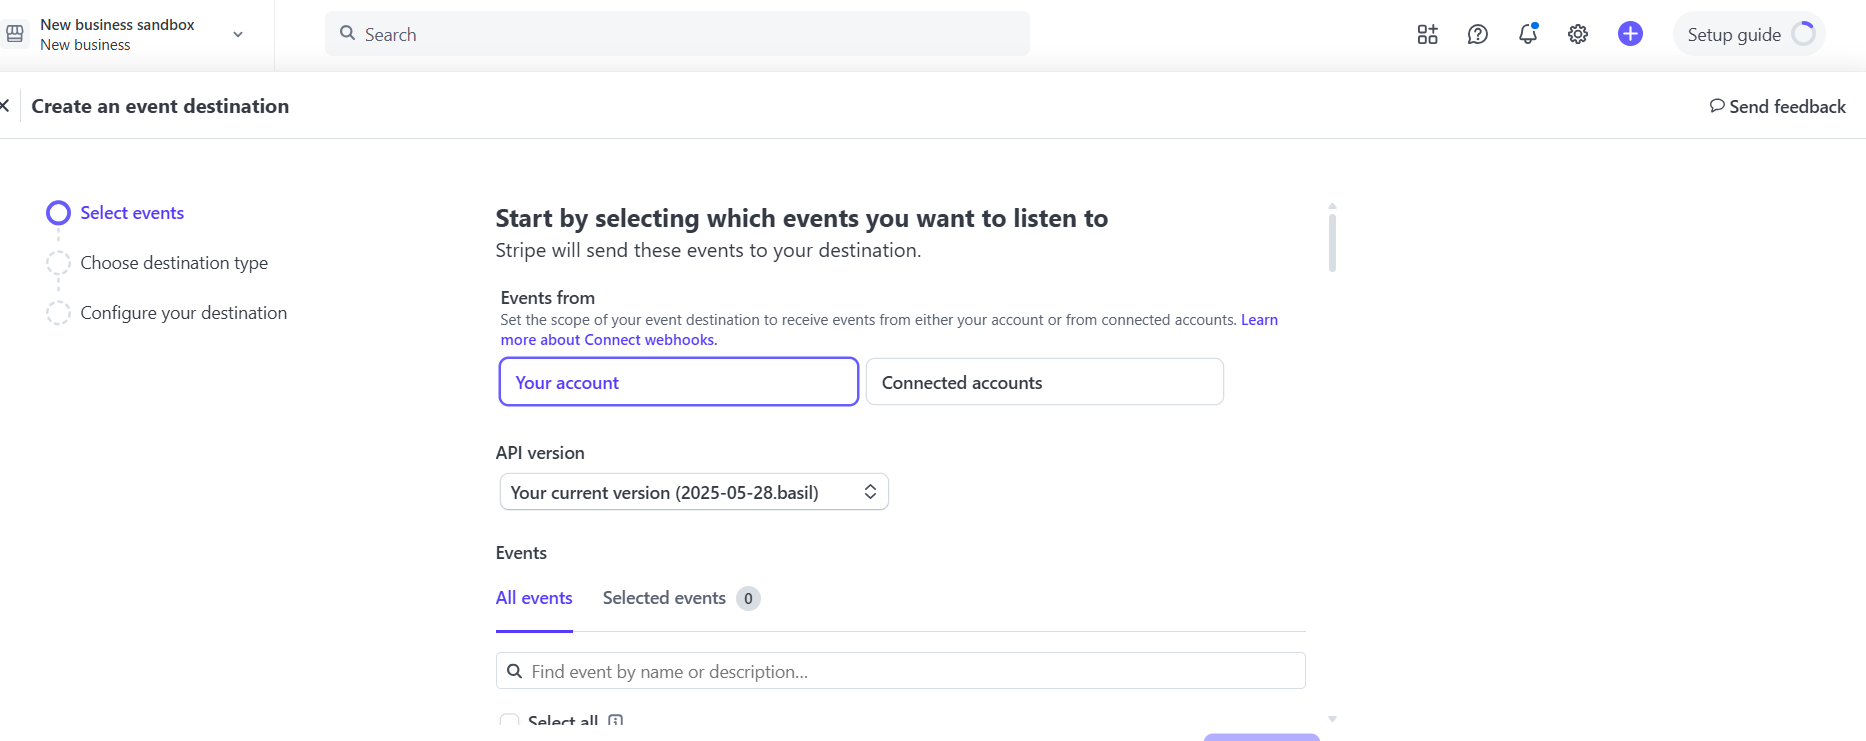 New business sandbox
New business
Search
Setup guide
Create an event destination
Send feedback
Select events
Choose destination type
Configure your destination
Start by selecting which events you want to listen to
Stripe will send these events to your destination.
Events from
Set the scope of your event destination to receive events from either your account or from connected accounts. Learn
more about Connect webhooks.
Your account
Connected accounts
API version
Your current version (2025-05-28.basil)
Events
All events
Selected events 0
Find event by name or description...
Select all